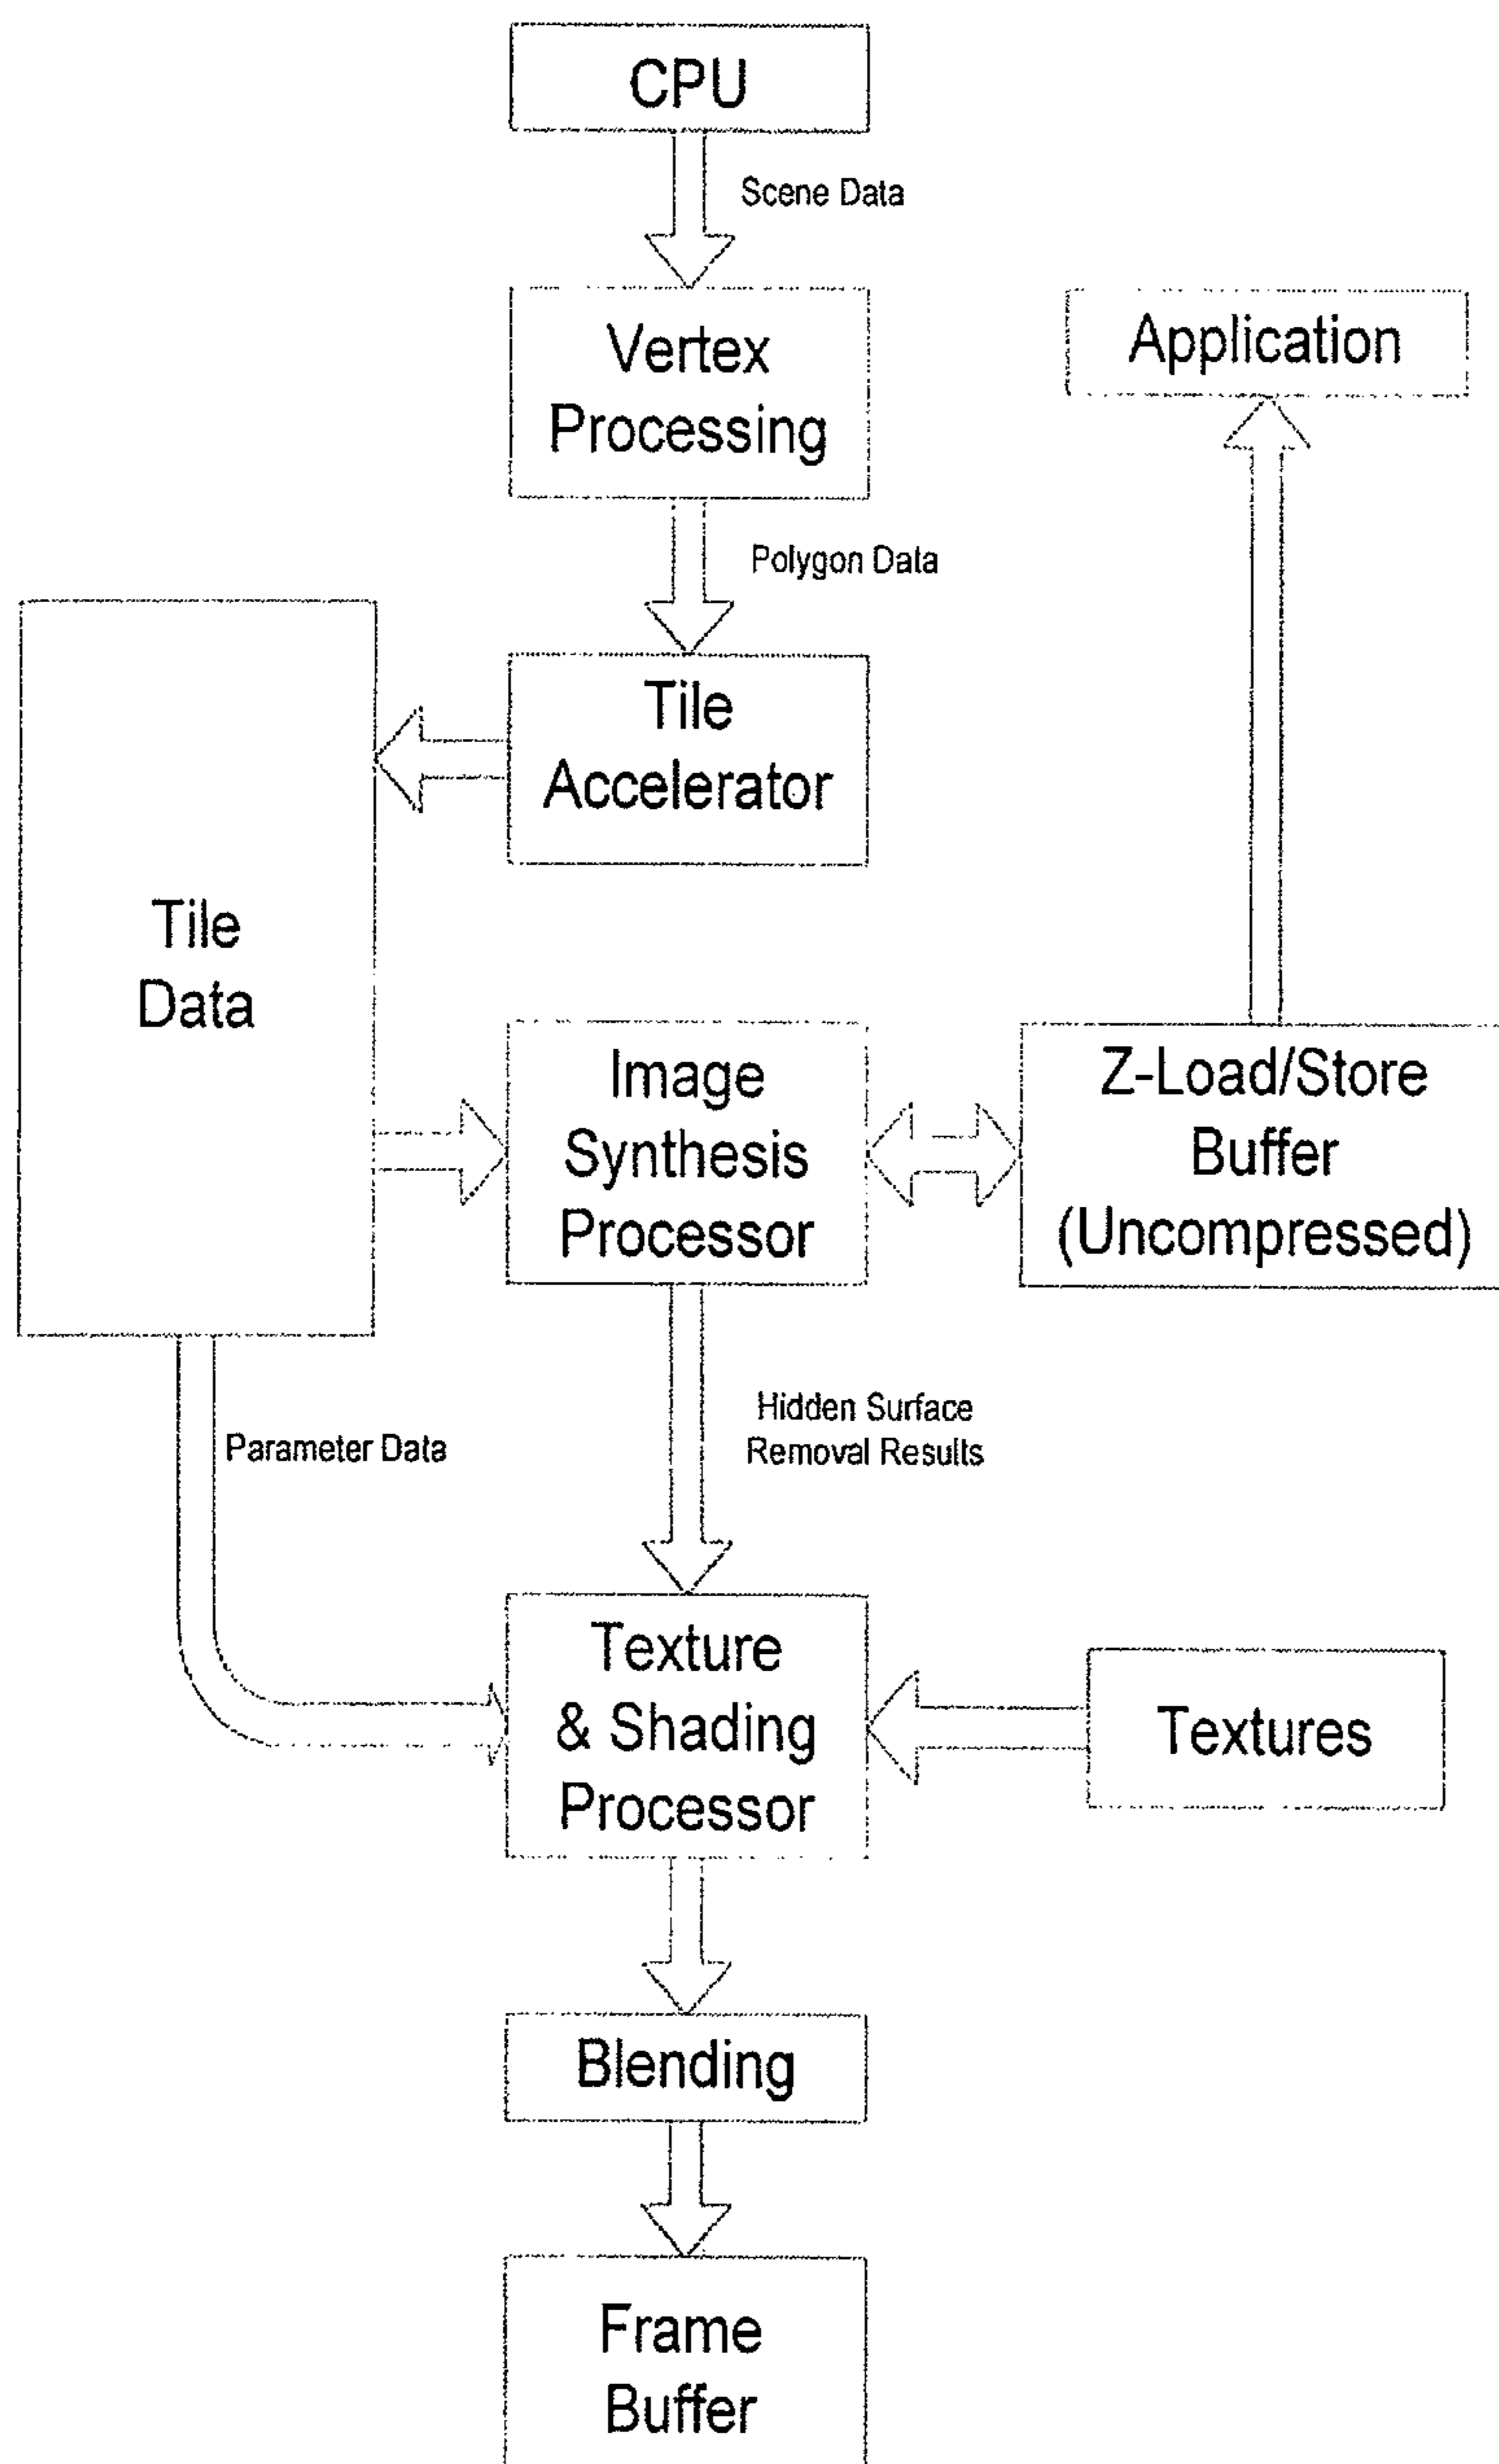 CPU
Scene Data
Vertex
Processing
Application
Polygon Data
Tile
Accelerator
Tile
Data
Image
Synthesis
Processor
Z-Load/Store
Buffer
(Uncompressed)
Parameter Data
Hidden Surface
Removal Results
Texture
& Shading
Processor
Textures
Blending
Frame
Buffer